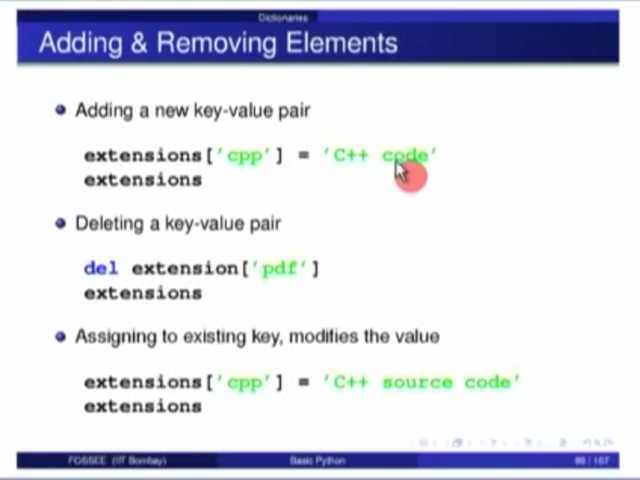 Dictionaries
Adding & Removing Elements
Adding a new key-value pair
extensions['cpp'] = 'C++ code'
extensions
Deleting a key-value pair
del extension['pdf']
extensions
Assigning to existing key, modifies the value
extensions['cpp'] = 'C++ source code'
extensions
FOSSEE (IIT Bombay)
Basic Python
/ 167